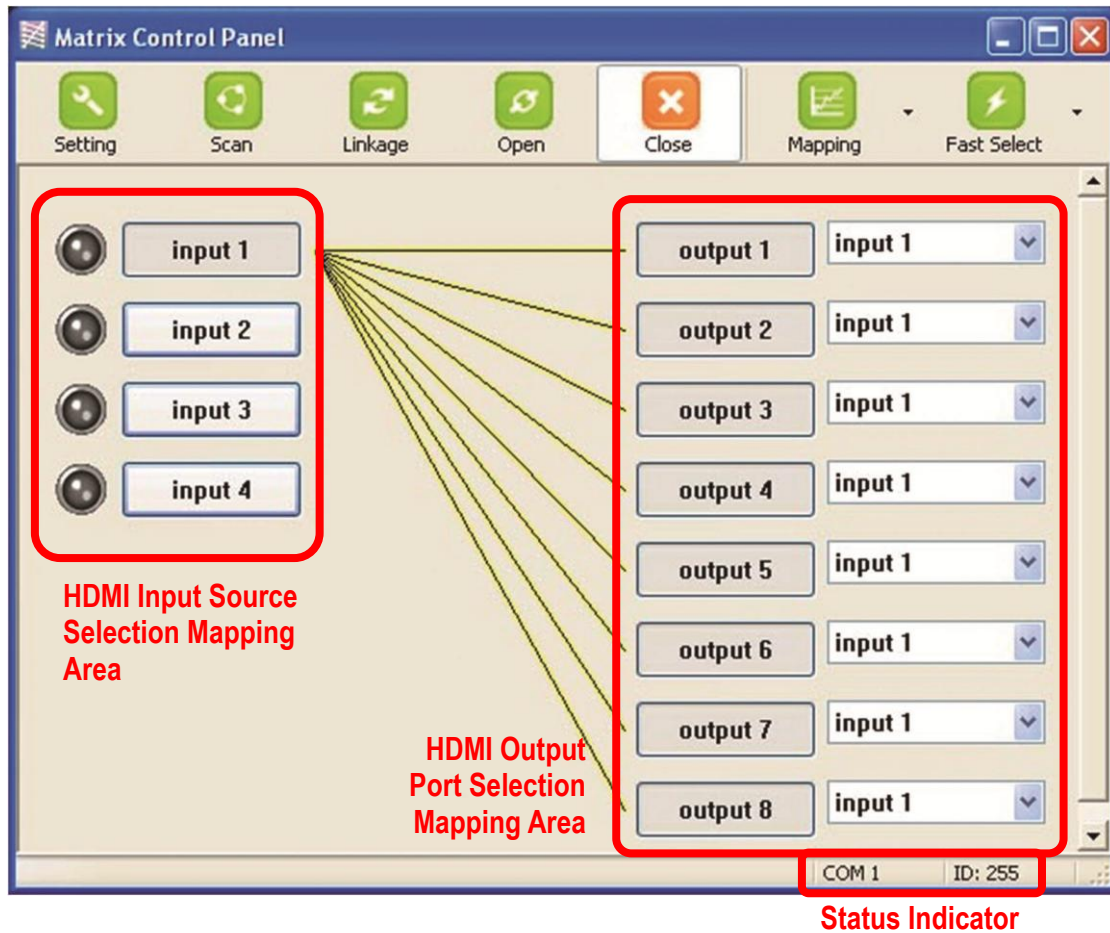 Matrix Control Panel
Setting Scan Linkage Open Close Mapping Fast Select
input 1
input 2
input 3
input 4
HDMI Input Source
Selection Mapping
Area
output 1 input 1
output 2 input 1
output 3 input 1
output 4 input 1
output 5 input 1
output 6 input 1
output 7 input 1
output 8 input 1
HDMI Output
Port Selection
Mapping Area
COM 1 ID: 255
Status Indicator